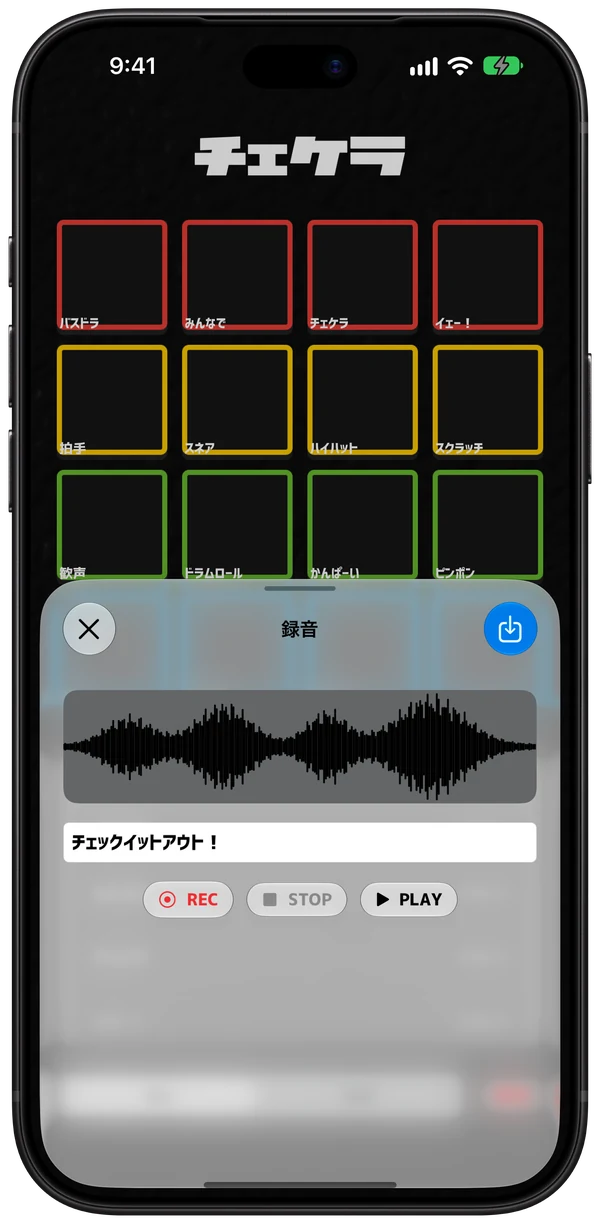 9:41
チェケラ
バスドラ みんなで チェケラ イェー！
拍手 スネア ハイハット スクラッチ
歓声 ドラムロール かんぱーい ピンポン
録音
チェックイットアウト！
REC STOP PLAY